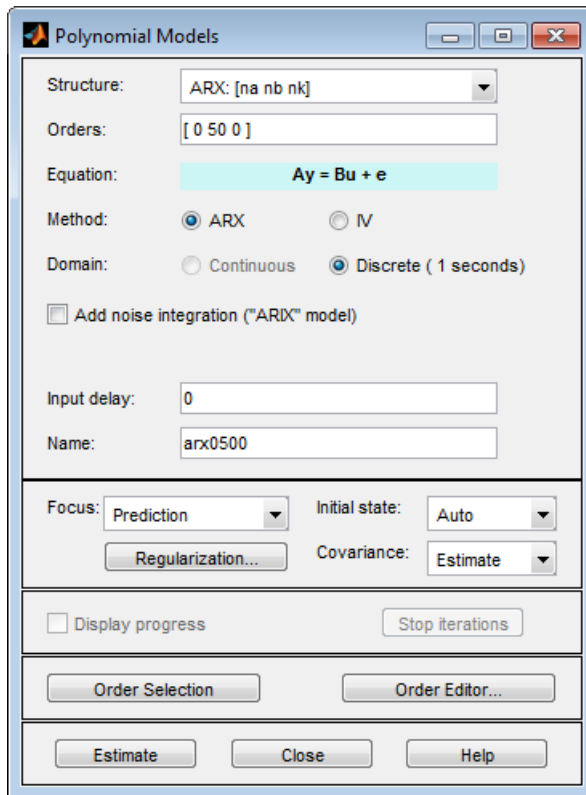 Polynomial Models
Structure: ARX: [na nb nk]
Orders: [ 0 50 0 ]
Equation: Ay = Bu + e
Method: ARX IV
Domain: Continuous Discrete ( 1 seconds)
Add noise integration ("ARIX" model)
Input delay: 0
Name: arx0500
Focus: Prediction Initial state: Auto
Regularization... Covariance: Estimate
Display progress Stop iterations
Order Selection Order Editor...
Estimate Close Help